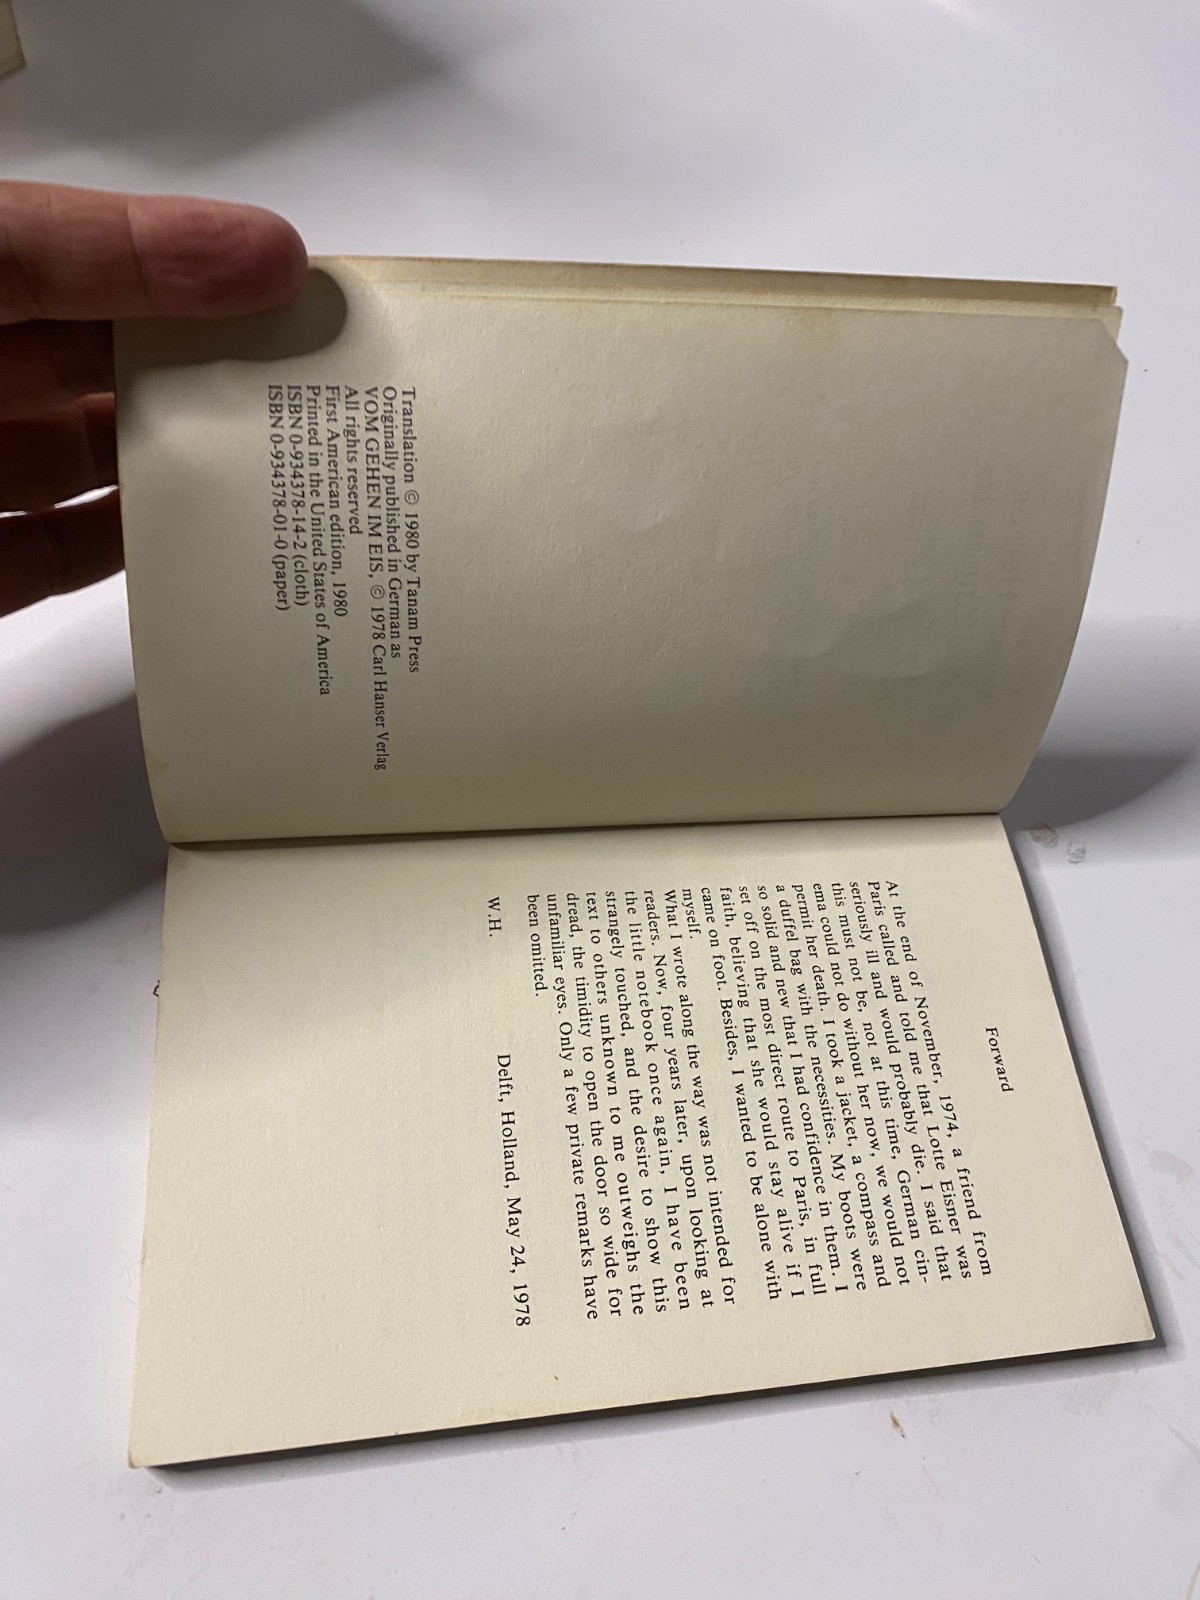 Translation © 1980 by Tanam Press
Originally published in German as
VOM GEHEN IM EIS, © 1978 Carl Hanser Verlag
All rights reserved
First American edition, 1980
Printed in the United States of America
ISBN 0-934378-14-2 (cloth)
ISBN 0-934378-01-0 (paper)
Forward
At the end of November, 1974, a friend from
Paris called and told me that Lotte Eisner was
seriously ill and would probably die. I said that
this must not be, not at this time, German cin-
ema could not do without her now, we would not
permit her death. I took a jacket, a compass and
a duffel bag with the necessities. My boots were
so solid and new that I had confidence in them. I
set off on the most direct route to Paris, in full
faith, believing that she would stay alive if I
came on foot. Besides, I wanted to be alone with
myself.
What I wrote along the way was not intended for
readers. Now, four years later, upon looking at
the little notebook once again, I have been
strangely touched, and the desire to show this
text to others unknown to me outweighs the
dread, the timidity to open the door so wide for
unfamiliar eyes. Only a few private remarks have
been omitted.
W.H.
Delft, Holland, May 24, 1978